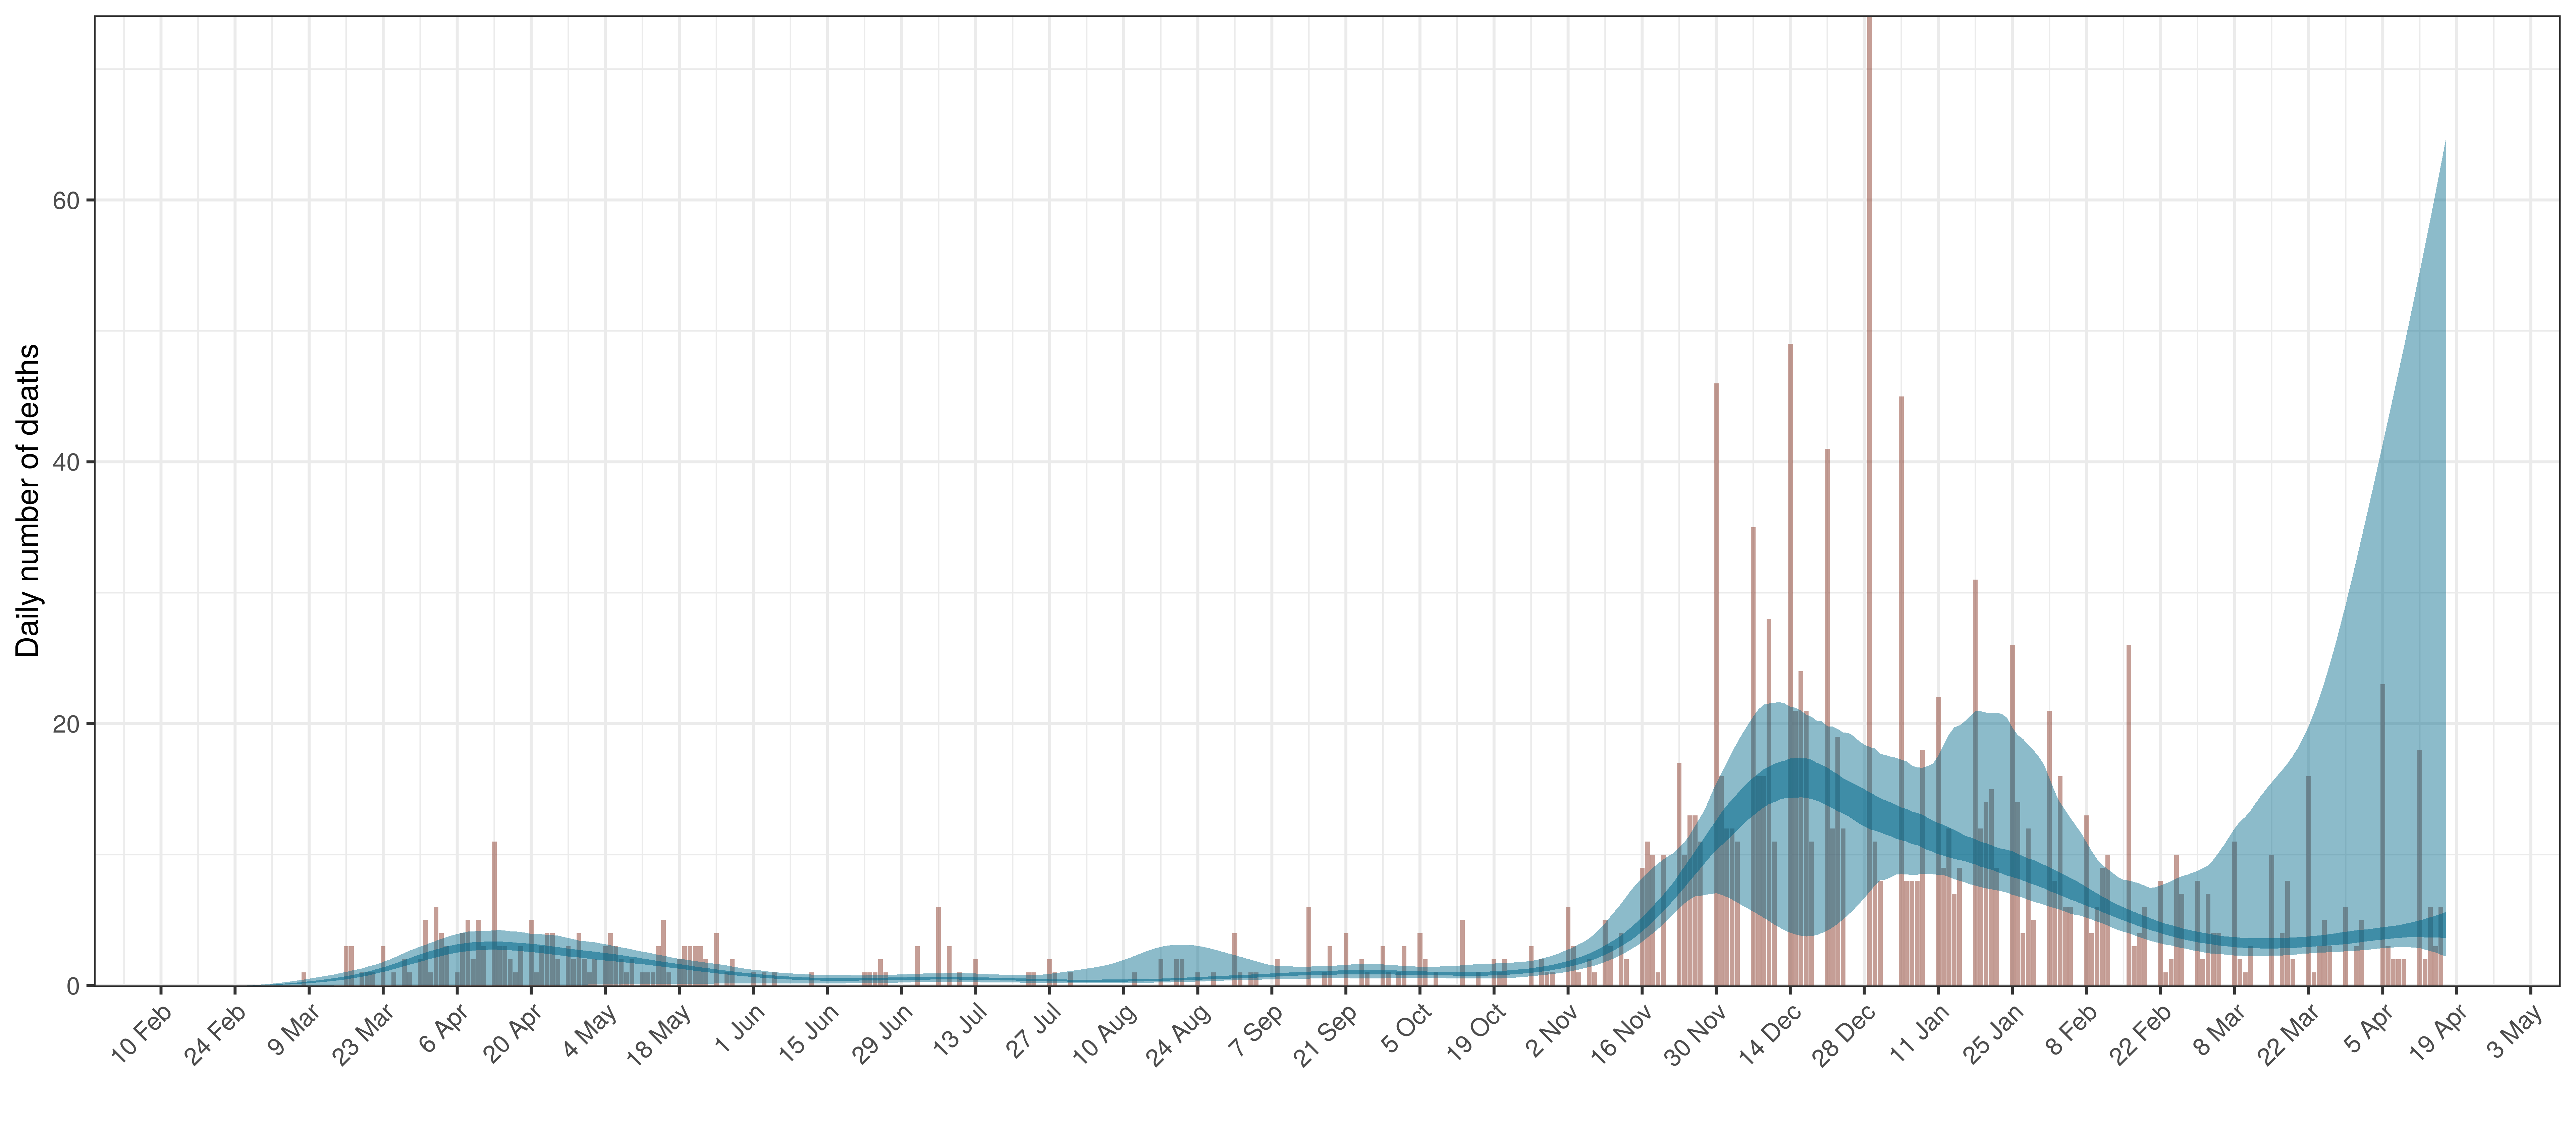 Daily number of deaths
60
40
20
0
10 Feb
24 Feb
9 Mar
23 Mar
6 Apr
20 Apr
4 May
18 May
1 Jun
15 Jun
29 Jun
13 Jul
27 Jul
10 Aug
24 Aug
7 Sep
21 Sep
5 Oct
19 Oct
2 Nov
16 Nov
30 Nov
14 Dec
28 Dec
11 Jan
25 Jan
8 Feb
22 Feb
8 Mar
22 Mar
5 Apr
19 Apr
3 May